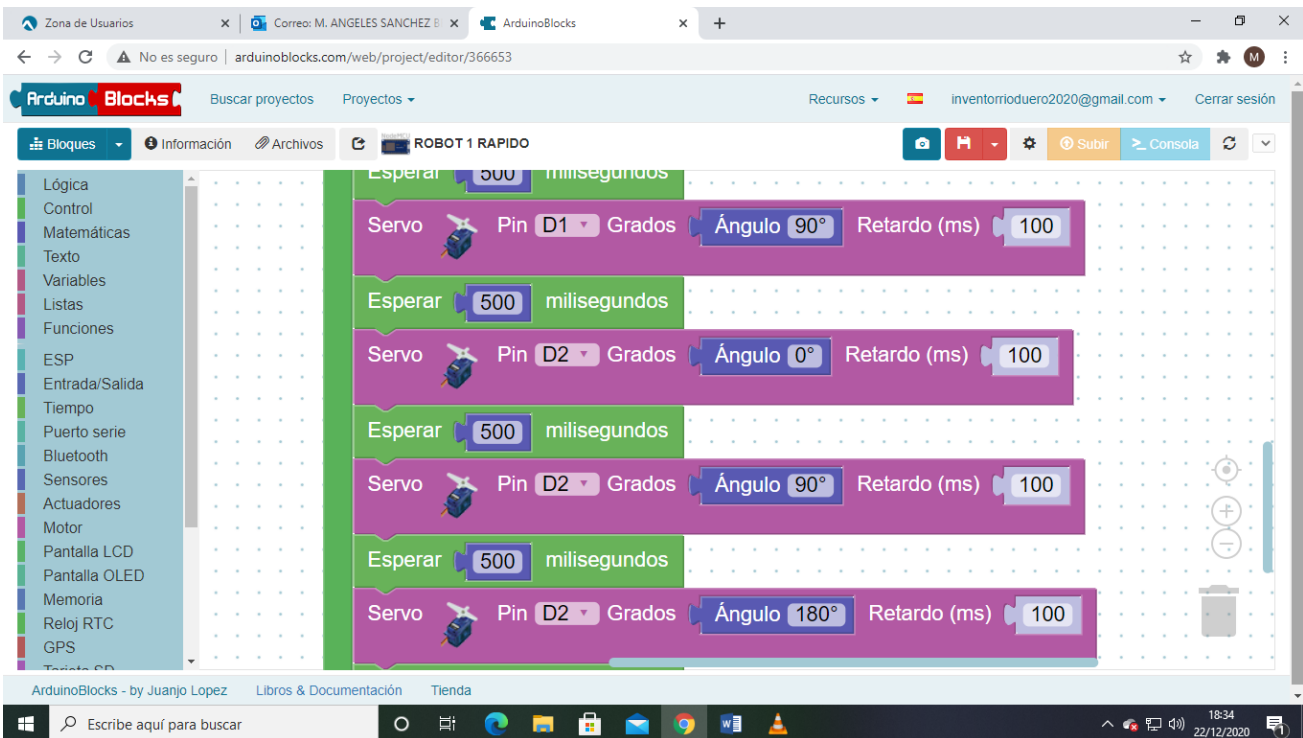 Zona de Usuarios
Correo: M. ANGELES SANCHEZ B
ArduinoBlocks
No es seguro
arduinoblocks.com/web/project/editor/366653
M
Arduino Blocks
Buscar proyectos
Proyectos
Recursos
inventorrioduero2020@gmail.com
Cerrar sesión
Bloques
Información
Archivos
NodeMCU
ROBOT 1 RAPIDO
Subir
Consola
Lógica
Control
Matemáticas
Texto
Variables
Listas
Funciones
ESP
Entrada/Salida
Tiempo
Puerto serie
Bluetooth
Sensores
Actuadores
Motor
Pantalla LCD
Pantalla OLED
Memoria
Reloj RTC
GPS
Tarjeta SD
Esperar 500 milisegundos
Servo Pin D1 Grados Ángulo 90° Retardo (ms) 100
Esperar 500 milisegundos
Servo Pin D2 Grados Ángulo 0° Retardo (ms) 100
Esperar 500 milisegundos
Servo Pin D2 Grados Ángulo 90° Retardo (ms) 100
Esperar 500 milisegundos
Servo Pin D2 Grados Ángulo 180° Retardo (ms) 100
ArduinoBlocks - by Juanjo Lopez
Libros & Documentación
Tienda
Escribe aquí para buscar
18:34
22/12/2020